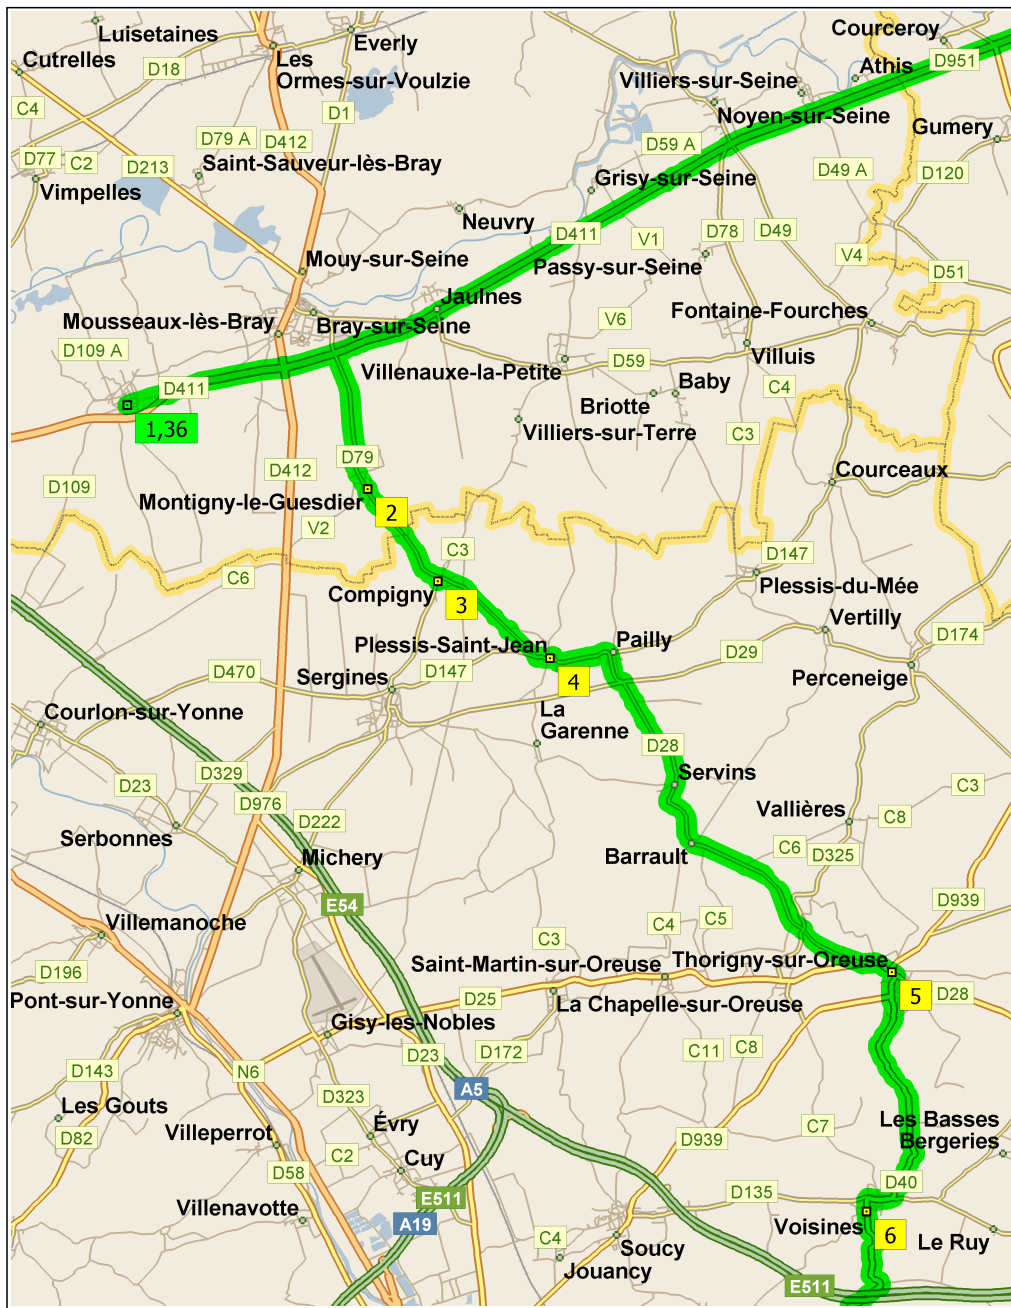 Luisetaines
Everly
Courceroy
Cutrelles
Les
Ormes-sur-Voulzie
D951
D18
Athis
Villiers-sur-Seine
C4
D1
Noyen-sur-Seine
Gumery
D79 A
D412
D59 A
D77
C2
D213
Saint-Sauveur-lès-Bray
D49 A
D120
Vimpelles
Grisy-sur-Seine
Neuvry
D411
V1
D78
D49
Mouy-sur-Seine
Passy-sur-Seine
V4
D51
Jaulnes
Mousseaux-lès-Bray
Bray-sur-Seine
V6
Fontaine-Fourches
D109 A
Villenauxe-la-Petite
D59
Villuis
D411
Baby
C4
1,36
Briotte
Villiers-sur-Terre
C3
D79
D412
Courceaux
D109
Montigny-le-Guesdier
2
V2
C3
D147
C6
Plessis-du-Mée
Compigny
3
Vertilly
D174
Plessis-Saint-Jean
Pailly
D29
D470
Sergines
D147
4
Perceneige
Courlon-sur-Yonne
La
Garenne
D28
D329
Servins
D23
C3
D976
Vallières
C8
D222
Serbonnes
Michery
Barrault
C6
D325
E54
D939
Villemanoche
C5
C4
C3
D196
Saint-Martin-sur-Oreuse
Thorigny-sur-Oreuse
Pont-sur-Yonne
D25
La Chapelle-sur-Oreuse
5
D28
Gisy-les-Nobles
D23
D172
C11
C8
D143
N6
A5
D323
Les Gouts
Évry
Les Basses
Bergeries
D82
Villeperrot
D939
C7
C2
Cuy
D58
D40
Villenavotte
E511
D135
A19
Voisines
6
C4
Soucy
Le Ruy
Jouancy
E511